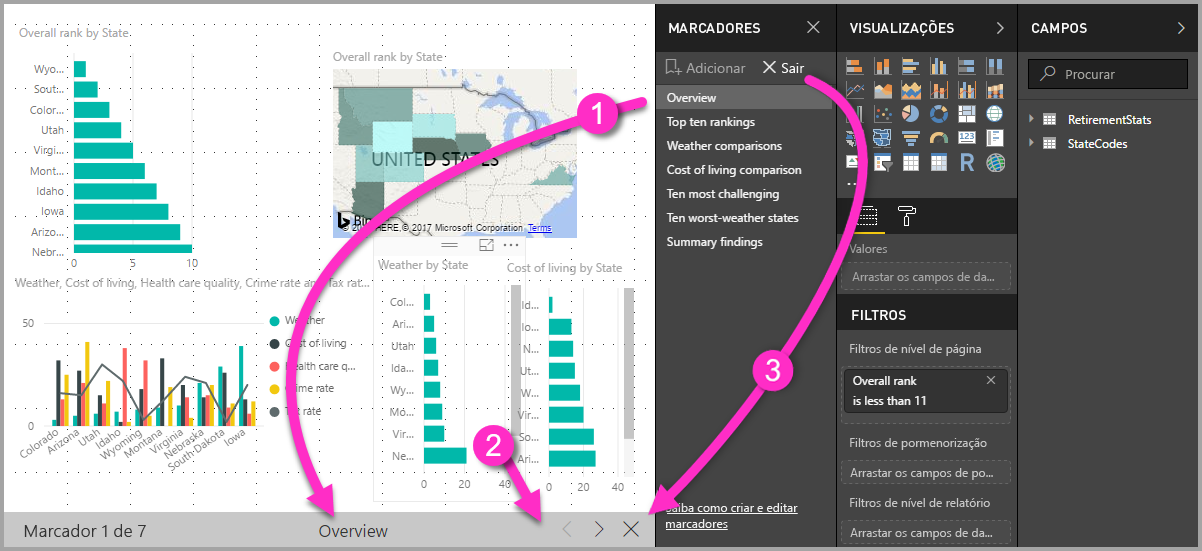 Overall rank by State
Wyo...
Sout...
Color...
Utah
Virgi...
Mont...
Idaho
Iowa
Arizo...
Nebr...
0
5
10
Overall rank by State
UNITED STATES
Bing
© 2017 HERE © 2017 Microsoft Corporation Terms
Weather, Cost of living, Health care quality, Crime rate and Tax rat...
50
0
Colorado
Arizona
Utah
Idaho
Wyoming
Montana
Virginia
Nebraska
South Dakota
Iowa
Weather
Cost of living
Health care q...
Crime rate
Tax rate
Weather by State
Col...
Ari...
Utah
Ida...
Wy...
Mo...
Vir...
Ne...
0
20
40
Cost of living by State
Id...
Io...
N...
Ut...
W...
Vir...
So...
Ari...
0
20
40
1
2
3
Marcador 1 de 7
Overview
MARCADORES
Adicionar
Sair
Overview
Top ten rankings
Weather comparisons
Cost of living comparison
Ten most challenging
Ten worst-weather states
Summary findings
Saiba como criar e editar
marcadores
VISUALIZAÇÕES
123
R
Valores
Arrastar os campos de da...
FILTROS
Filtros de nível de página
Overall rank
is less than 11
Filtros de pormenorização
Arrastar os campos de po...
Filtros de nível de relatório
Arrastar os campos de da...
CAMPOS
Procurar
RetirementStats
StateCodes